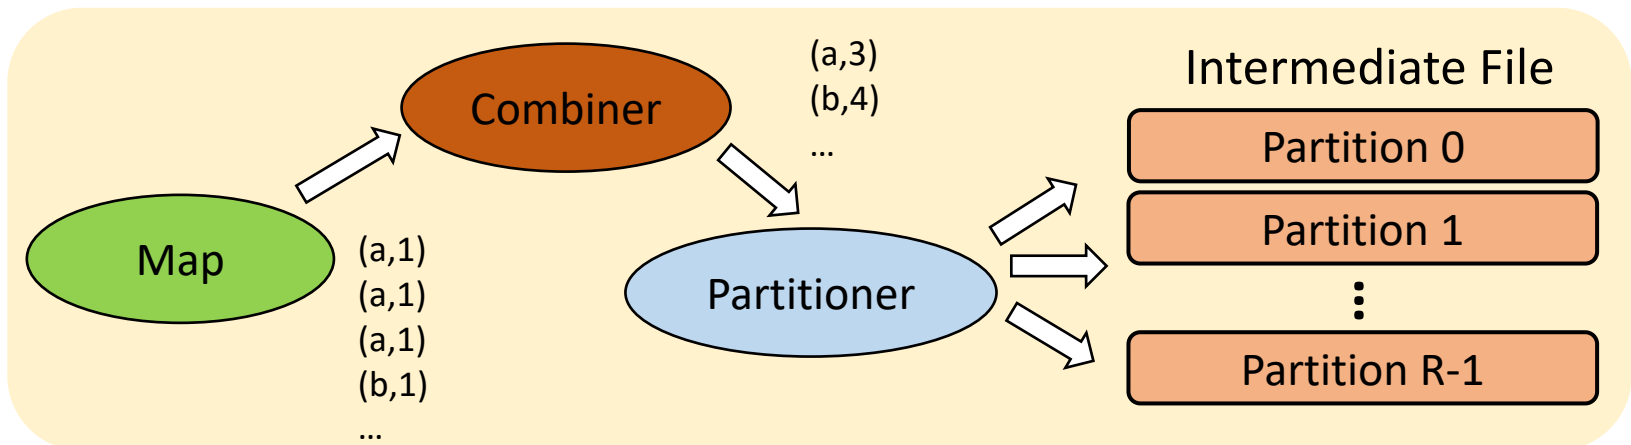 Map
(a,1)
(a,1)
(a,1)
(b,1)
...
Combiner
(a,3)
(b,4)
...
Partitioner
Intermediate File
Partition 0
Partition 1
...
Partition R-1